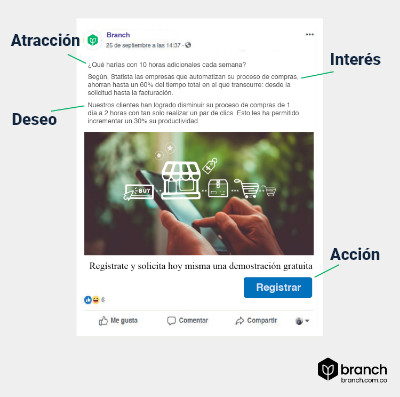 Atracción
Interés
Deseo
Acción
Branch
25 de septiembre a las 14:37 ·
¿Qué harías con 10 horas adicionales cada semana?
Según, Statista las empresas que automatizan su proceso de compras,
ahorran hasta un 60% del tiempo total en el que transcurre: desde la
solicitud hasta la facturación.
Nuestros clientes han logrado disminuir su proceso de compras de 1
día a 2 horas con tan solo realizar un par de clics. Esto les ha permitido
incrementar un 30% su productividad.
BUY
Regístrate y solicita hoy misma una demostración gratuita
Registrar
6
Me gusta
Comentar
Compartir
branch
branch.com.co